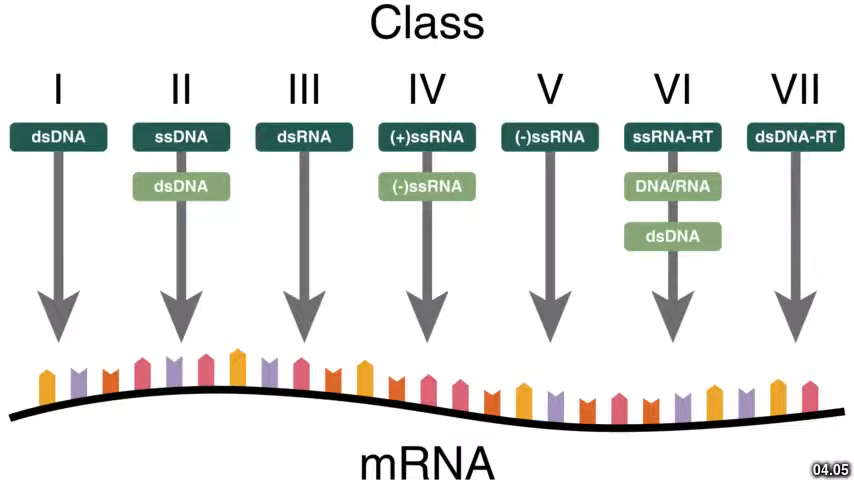 Class
I II III IV V VI VII
dsDNA ssDNA dsRNA (+)ssRNA (-)ssRNA ssRNA-RT dsDNA-RT
dsDNA (-)ssRNA DNA/RNA
dsDNA
mRNA
04.05